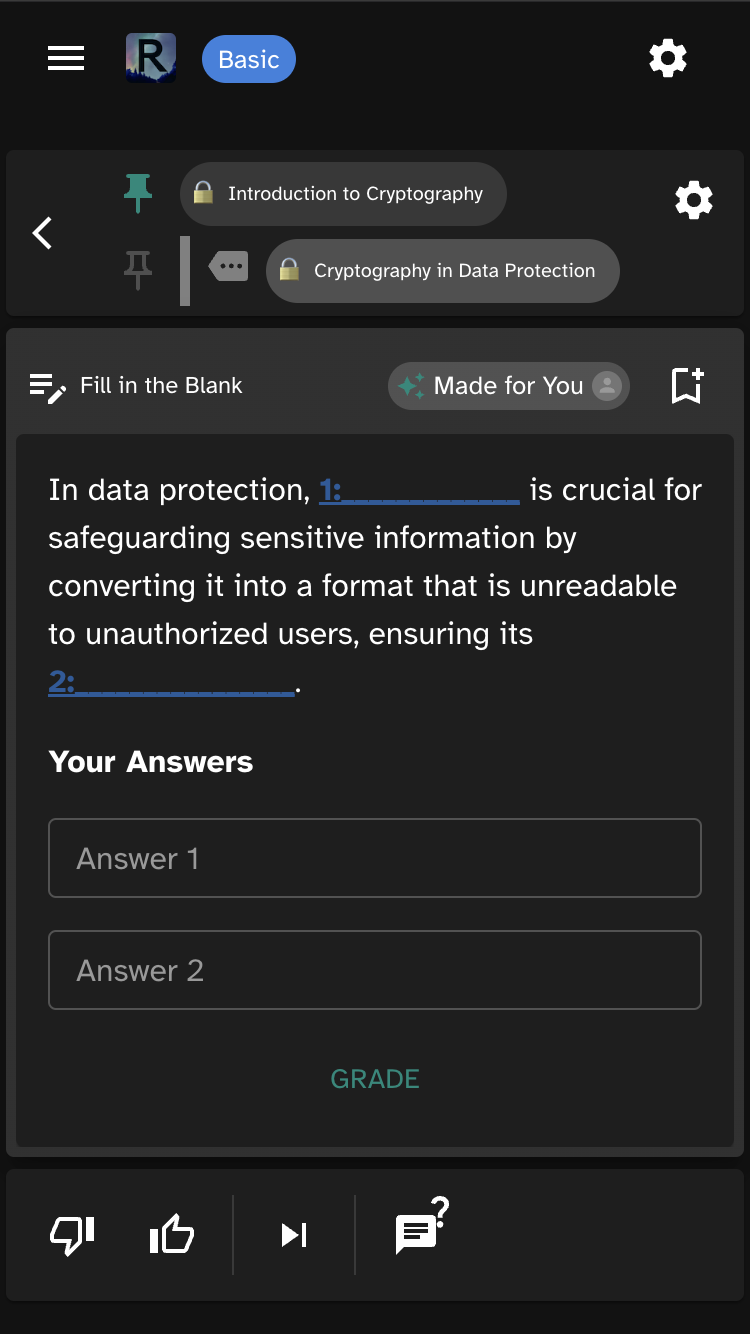 R
Basic
Introduction to Cryptography
Cryptography in Data Protection
Fill in the Blank
Made for You
In data protection, 1:_____________ is crucial for
safeguarding sensitive information by
converting it into a format that is unreadable
to unauthorized users, ensuring its
2:________________.
Your Answers
Answer 1
Answer 2
GRADE
?